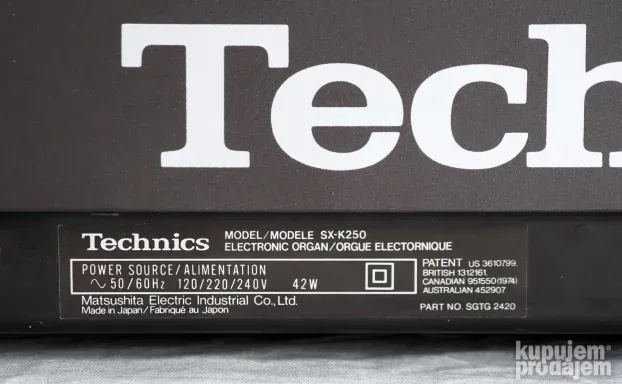 Tech
Technics
MODEL/MODELE SX-K250
ELECTRONIC ORGAN/ORGUE ELECTORNIQUE
POWER SOURCE/ALIMENTATION
∿ 50/60Hz 120/220/240V 42W
Matsushita Electric Industrial Co., Ltd.
Made in Japan/Fabriqué au Japon
PATENT US 3610799,
BRITISH 1312161,
CANADIAN 951550(1974)
AUSTRALIAN 452907
PART NO. SGTG 2420
kupujem
prodajem